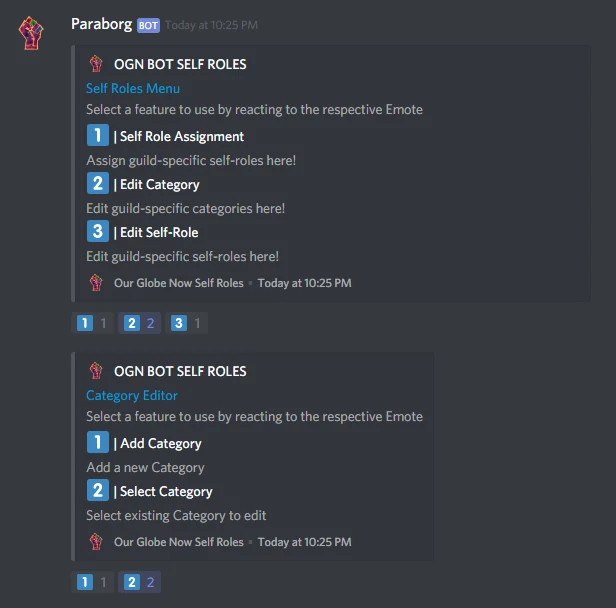 Paraborg BOT Today at 10:25 PM
OGN BOT SELF ROLES
Self Roles Menu
Select a feature to use by reacting to the respective Emote
1 | Self Role Assignment
Assign guild-specific self-roles here!
2 | Edit Category
Edit guild-specific categories here!
3 | Edit Self-Role
Edit guild-specific self-roles here!
Our Globe Now Self Roles • Today at 10:25 PM
1 1 2 2 3 1
OGN BOT SELF ROLES
Category Editor
Select a feature to use by reacting to the respective Emote
1 | Add Category
Add a new Category
2 | Select Category
Select existing Category to edit
Our Globe Now Self Roles • Today at 10:25 PM
1 1 2 2